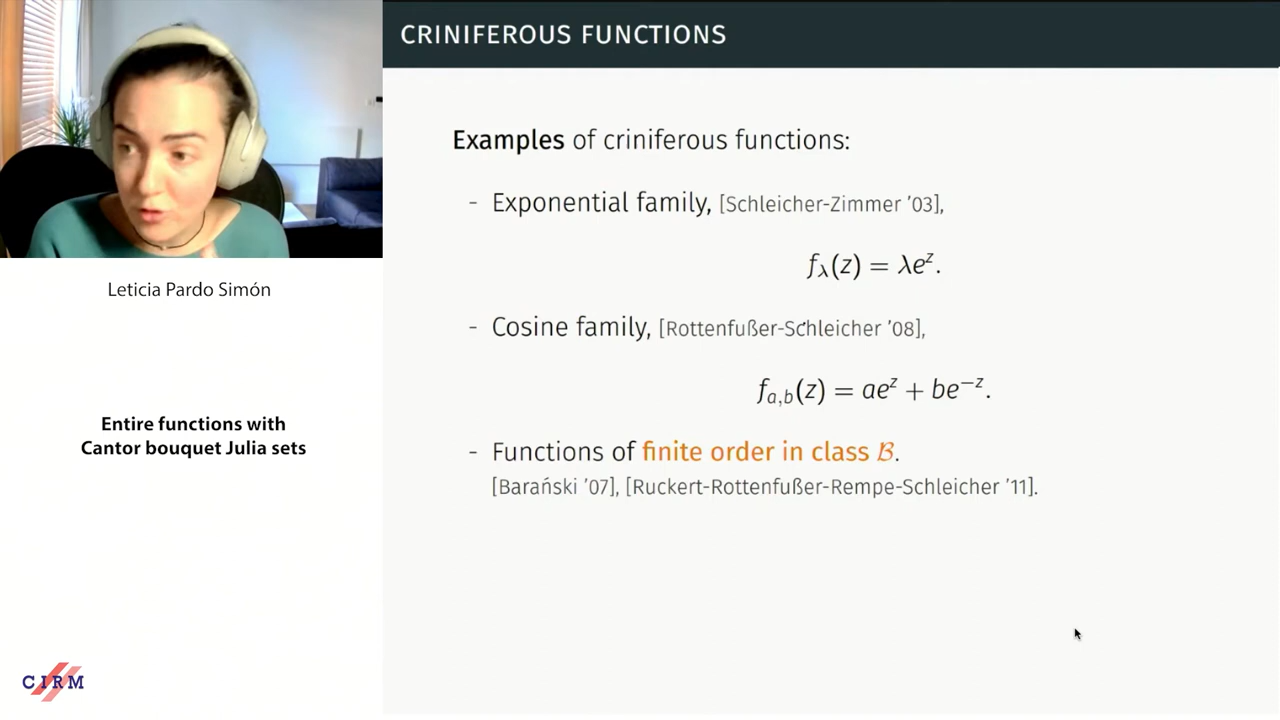 CRINIFEROUS FUNCTIONS
Examples of criniferous functions:
- Exponential family, [Schleicher-Zimmer ’03],
fλ(z) = λeᶻ.
- Cosine family, [Rottenfußer-Schleicher ’08],
fa,b(z) = aeᶻ + be⁻ᶻ.
- Functions of finite order in class ℬ.
[Barański ’07], [Ruckert-Rottenfußer-Rempe-Schleicher ’11].
Leticia Pardo Simón
Entire functions with
Cantor bouquet Julia sets
CIRM